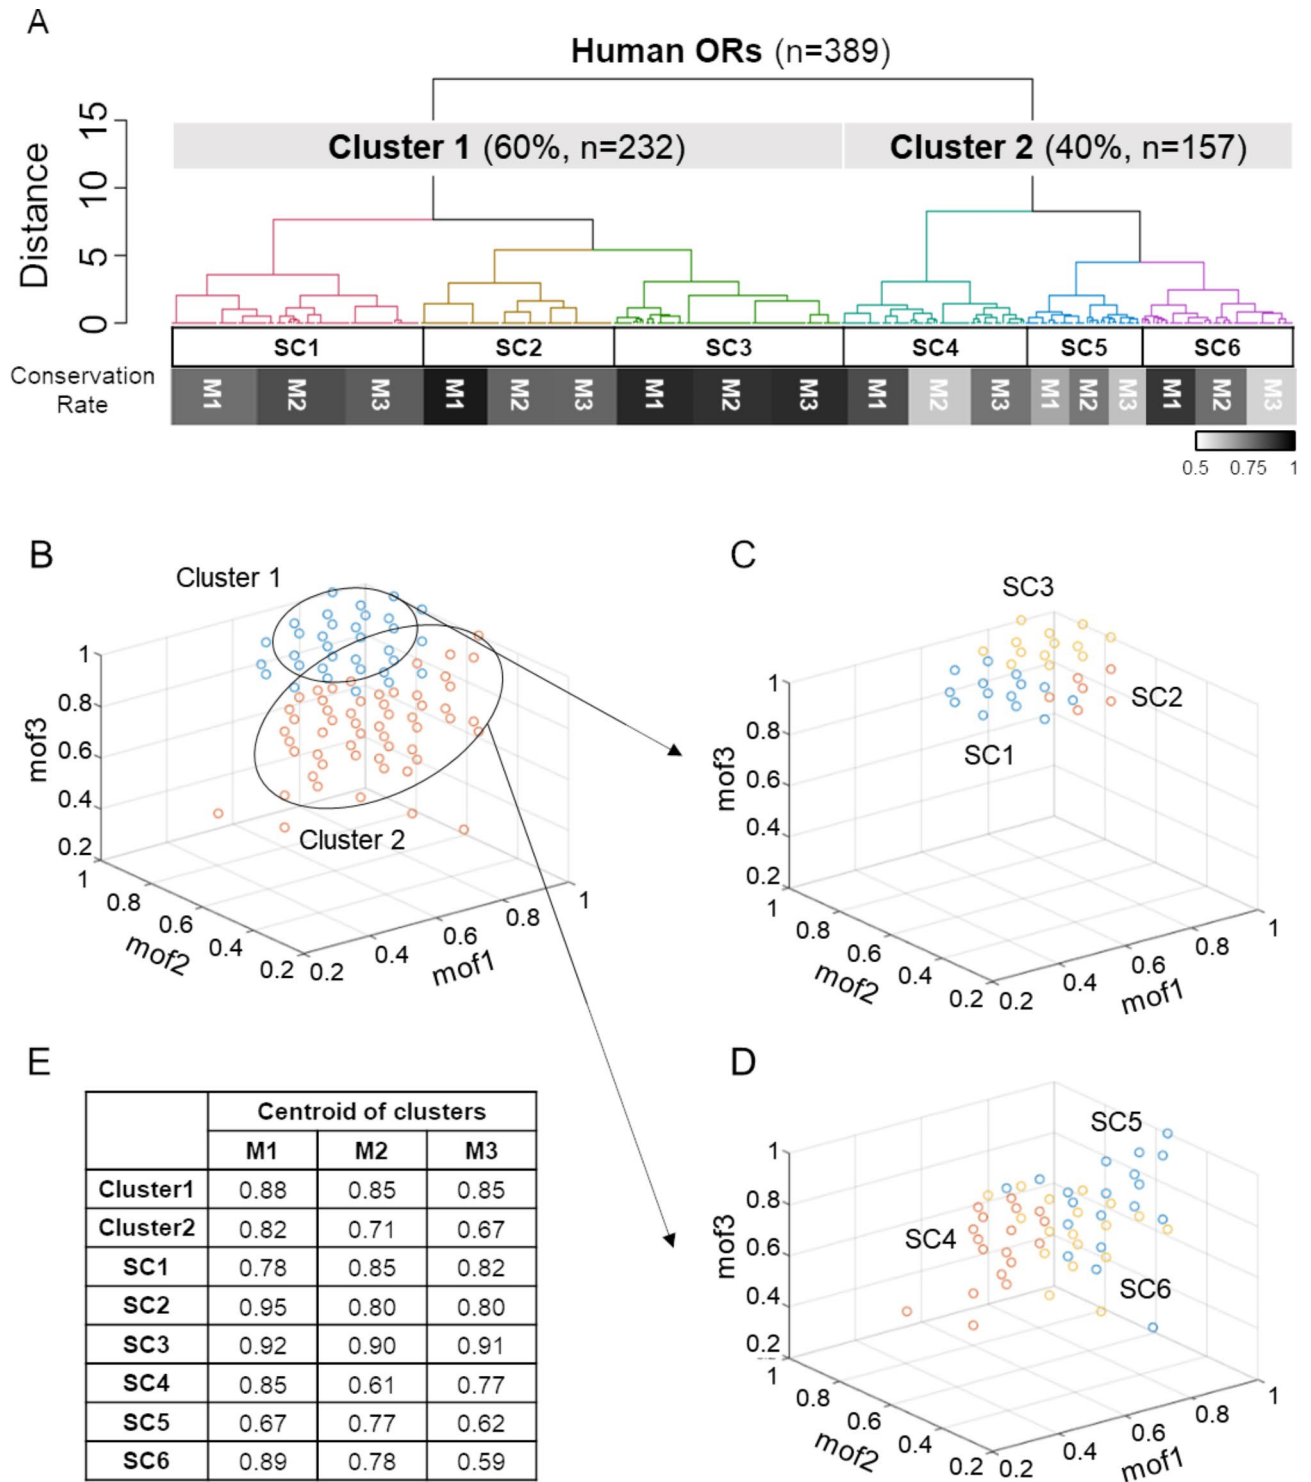 A
Human ORs (n=389)
Distance
15
10
5
0
Cluster 1 (60%, n=232)
Cluster 2 (40%, n=157)
SC1 SC2 SC3 SC4 SC5 SC6
Conservation
Rate
M1 M2 M3 M1 M2 M3 M1 M2 M3 M1 M2 M3 M1 M2 M3 M1 M2 M3
0.5 0.75 1
B
Cluster 1
Cluster 2
mof3
1
0.8
0.6
0.4
0.2
mof2
1
0.8
0.6
0.4
0.2
mof1
0.2
0.4
0.6
0.8
1
C
SC3
SC2
SC1
mof3
1
0.8
0.6
0.4
0.2
mof2
1
0.8
0.6
0.4
0.2
mof1
0.2
0.4
0.6
0.8
1
D
SC5
SC4
SC6
mof3
1
0.8
0.6
0.4
0.2
mof2
1
0.8
0.6
0.4
0.2
mof1
0.2
0.4
0.6
0.8
1
E
Centroid of clusters
M1 M2 M3
Cluster1 0.88 0.85 0.85
Cluster2 0.82 0.71 0.67
SC1 0.78 0.85 0.82
SC2 0.95 0.80 0.80
SC3 0.92 0.90 0.91
SC4 0.85 0.61 0.77
SC5 0.67 0.77 0.62
SC6 0.89 0.78 0.59